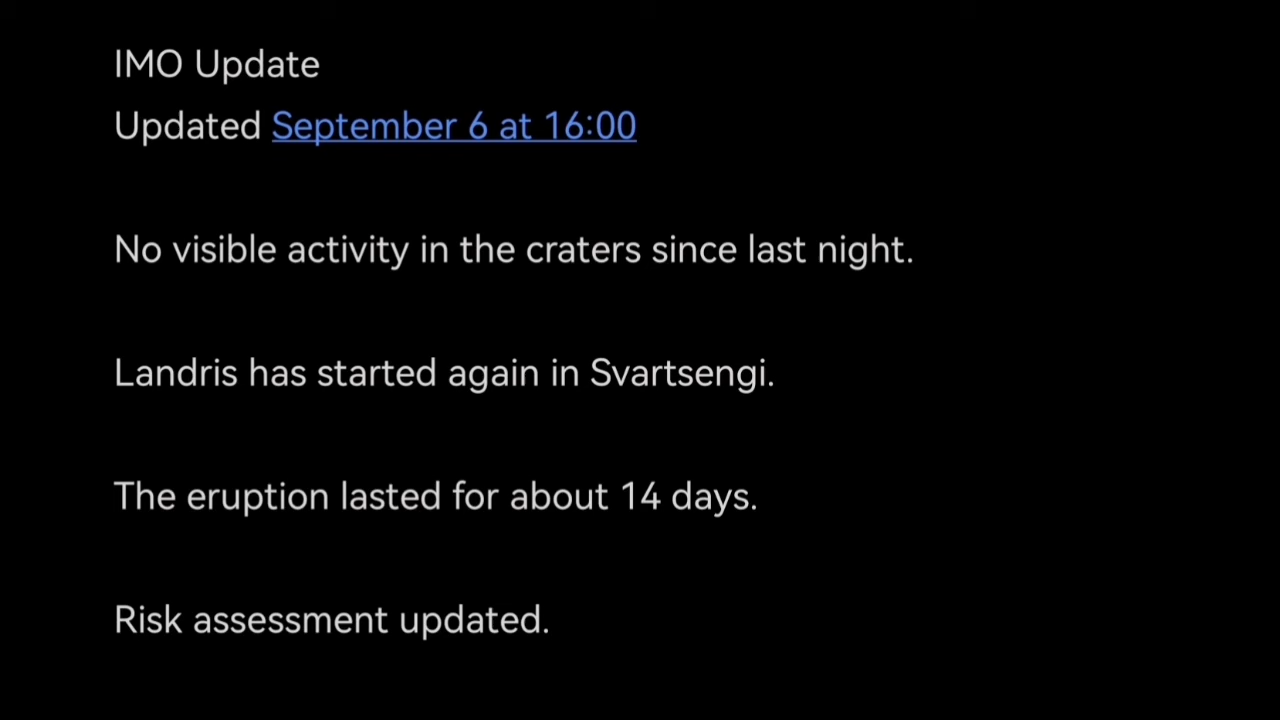 IMO Update
Updated September 6 at 16:00
No visible activity in the craters since last night.
Landris has started again in Svartsengi.
The eruption lasted for about 14 days.
Risk assessment updated.